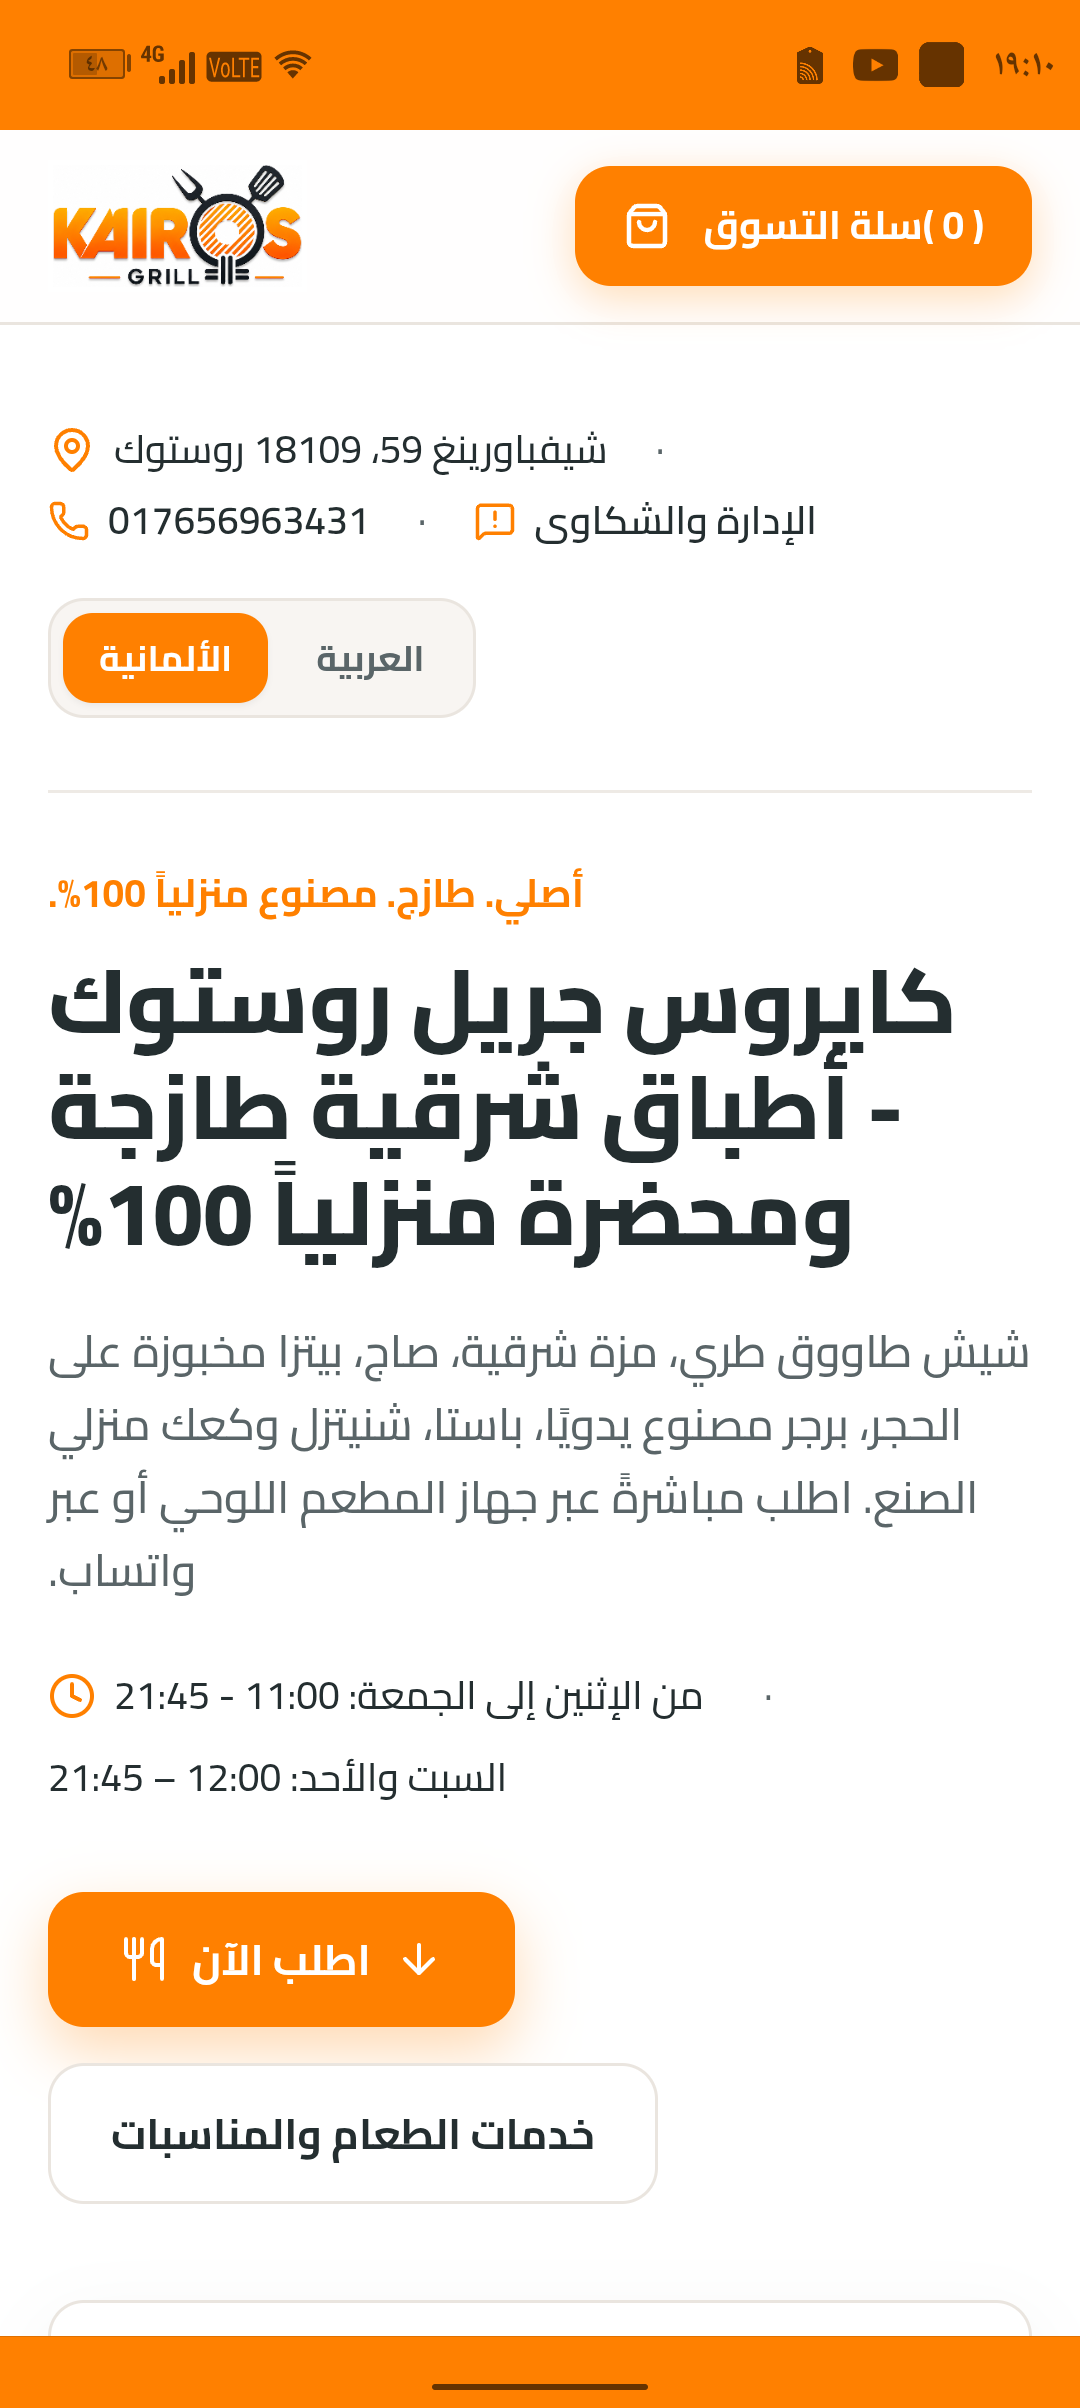 ١٩:١٠
4G
VoLTE
٤٨
KAIROS
GRILL
سلة التسوق( 0 )
شيفباورينغ 59، 18109 روستوك ·
017656963431 · الإدارة والشكاوى
الألمانية العربية
أصلي. طازج. مصنوع منزلياً 100%.
كايروس جريل روستوك
- أطباق شرقية طازجة
ومحضرة منزلياً 100%
شيش طاووق طري، مزة شرقية، صاج، بيتزا مخبوزة على
الحجر، برجر مصنوع يدويًا، باستا، شنيتزل وكعك منزلي
الصنع. اطلب مباشرةً عبر جهاز المطعم اللوحي أو عبر
واتساب.
من الإثنين إلى الجمعة: 11:00 - 21:45 ·
السبت والأحد: 12:00 – 21:45
اطلب الآن
خدمات الطعام والمناسبات